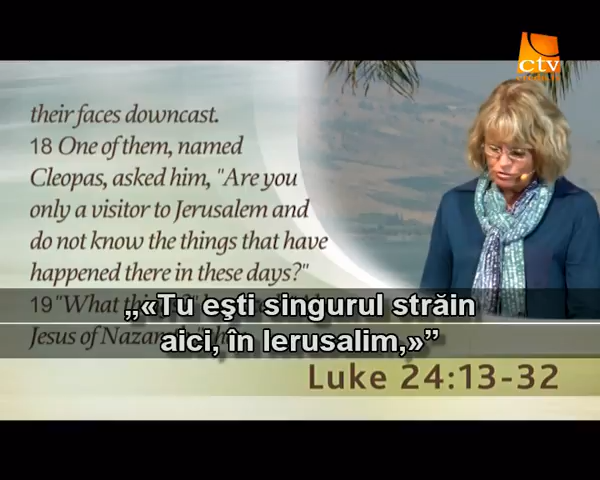 ctv
their faces downcast.
18 One of them, named
Cleopas, asked him, "Are you
only a visitor to Jerusalem and
do not know the things that have
happened there in these days?"
19 "What
Jesus of
„«Tu eşti singurul străin
aici, în Ierusalim,»”
Luke 24:13-32